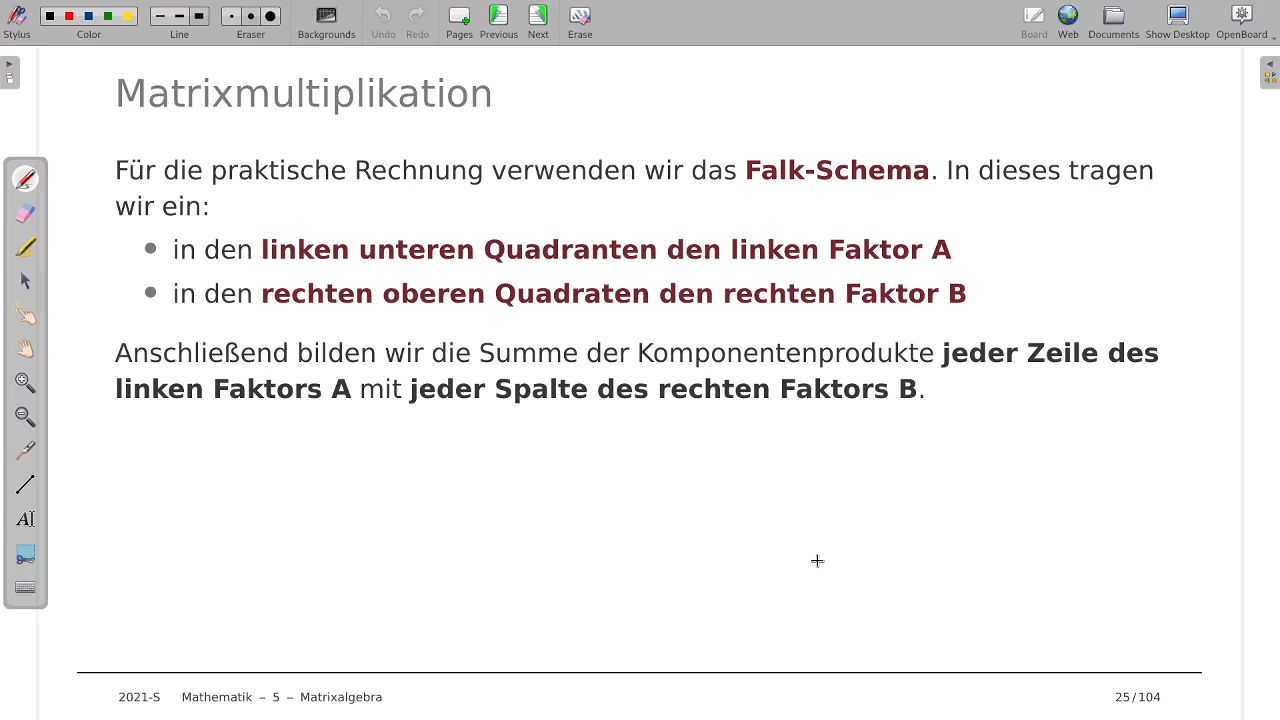 Stylus Color Line Eraser Backgrounds Undo Redo Pages Previous Next Erase Board Web Documents Show Desktop OpenBoard
Matrixmultiplikation
Für die praktische Rechnung verwenden wir das Falk-Schema. In dieses tragen
wir ein:
● in den linken unteren Quadranten den linken Faktor A
● in den rechten oberen Quadraten den rechten Faktor B
Anschließend bilden wir die Summe der Komponentenprodukte jeder Zeile des
linken Faktors A mit jeder Spalte des rechten Faktors B.
AI
2021-S Mathematik – 5 – Matrixalgebra 25/104